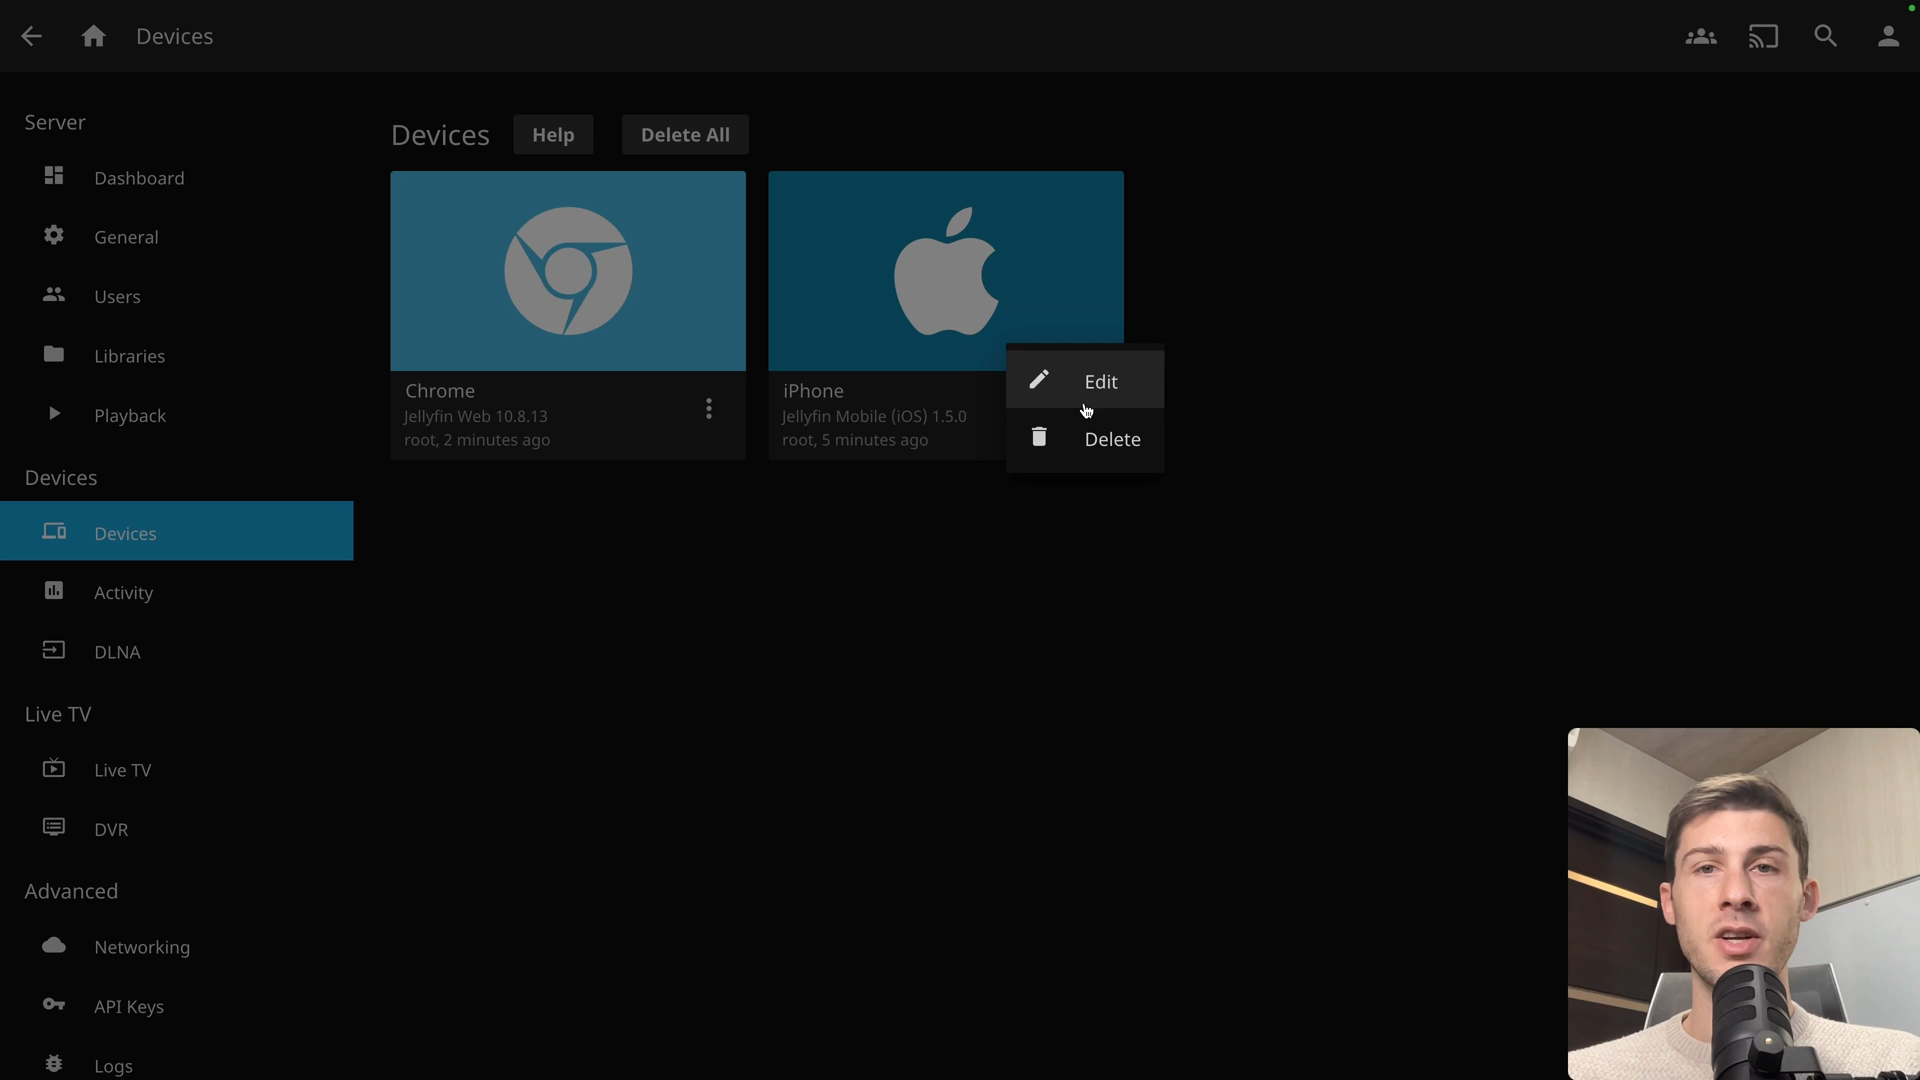 Devices
Server
Dashboard
General
Users
Libraries
Playback
Devices
Devices
Activity
DLNA
Live TV
Live TV
DVR
Advanced
Networking
API Keys
Logs
Devices
Help
Delete All
Chrome
Jellyfin Web 10.8.13
root, 2 minutes ago
iPhone
Jellyfin Mobile (iOS) 1.5.0
root, 5 minutes ago
Edit
Delete